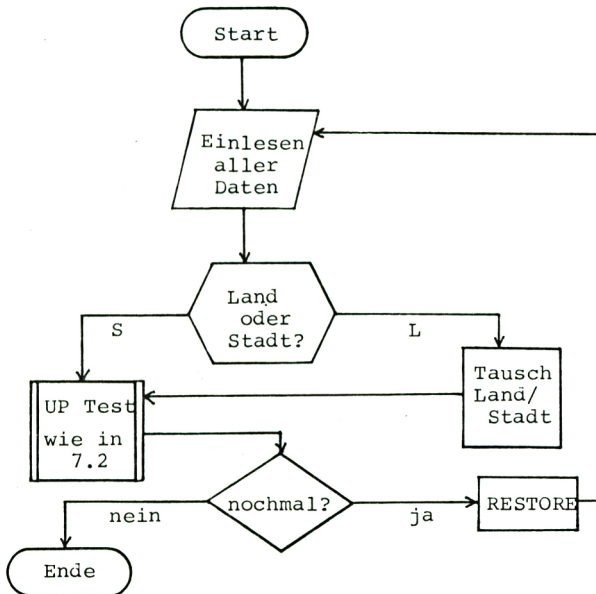 Start
Einlesen
aller
Daten
Land
oder
Stadt?
S
L
Tausch
Land/
Stadt
UP Test
wie in
7.2
nochmal?
nein
ja
RESTORE
Ende